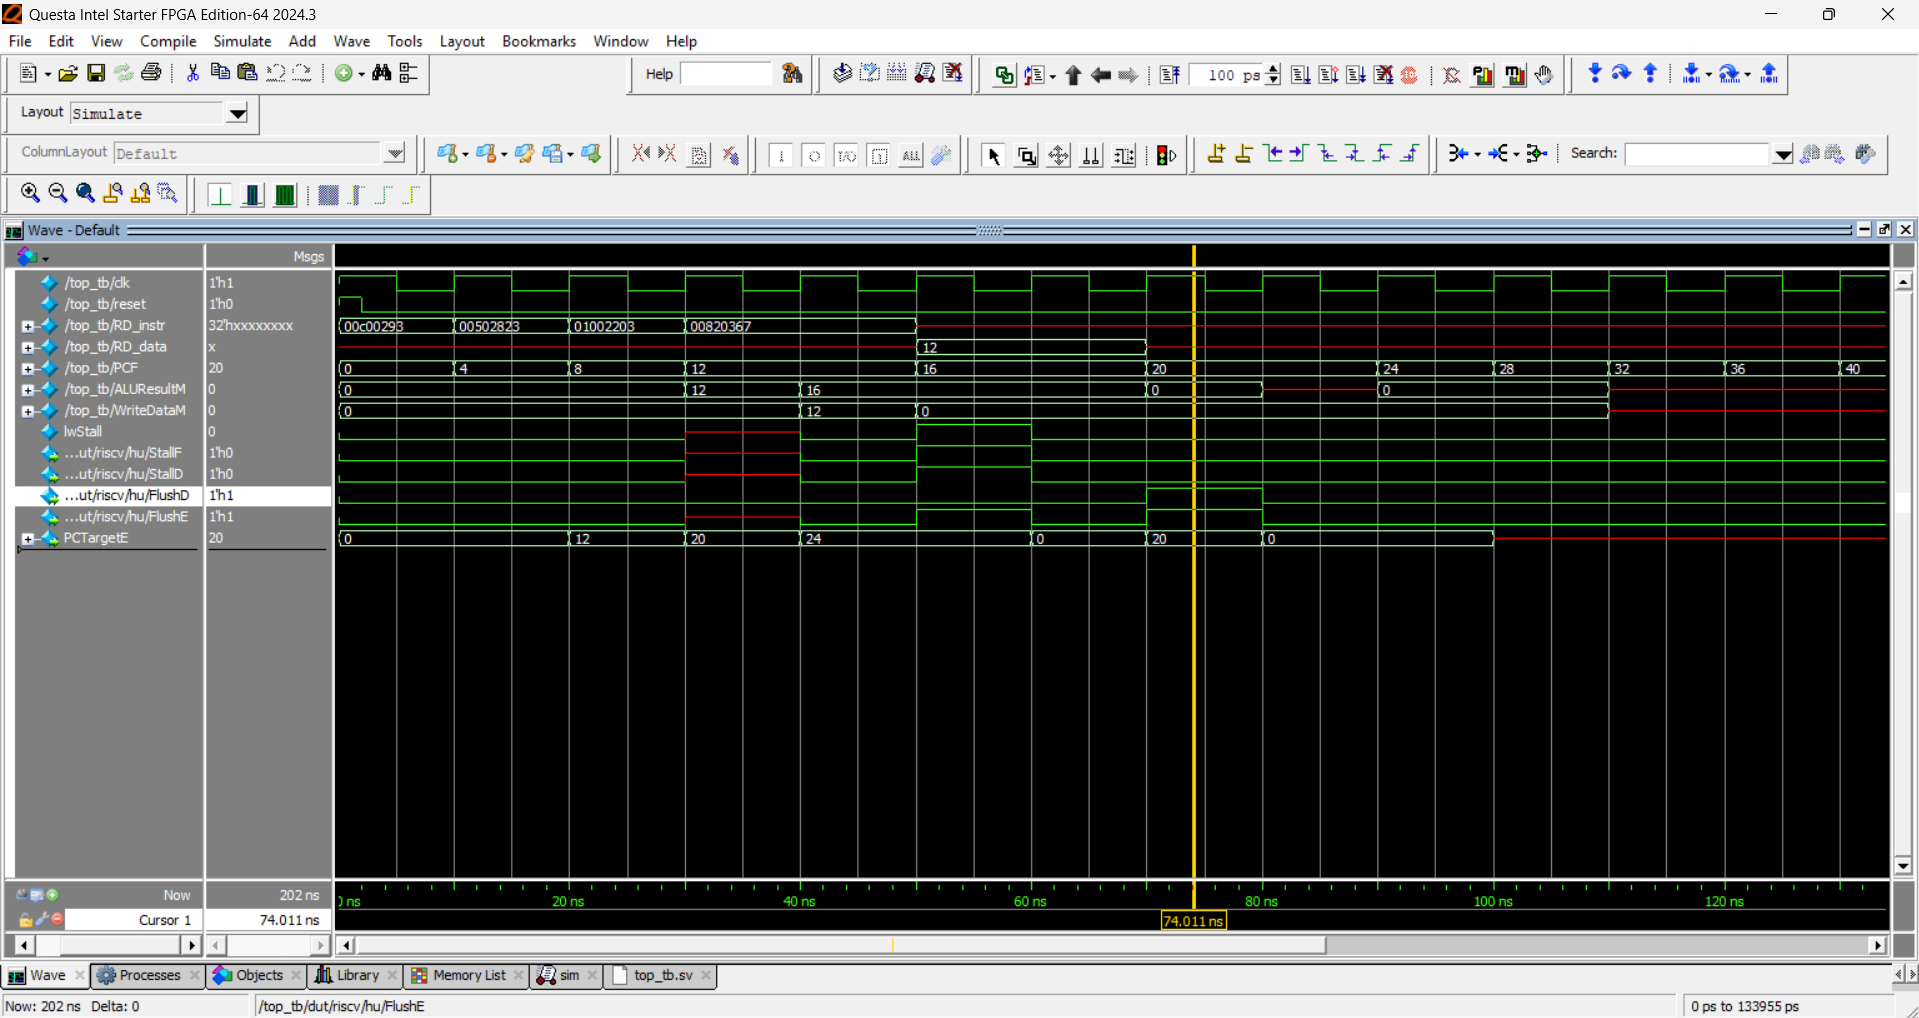 Questa Intel Starter FPGA Edition-64 2024.3
File Edit View Compile Simulate Add Wave Tools Layout Bookmarks Window Help
Help
100 ps
Layout Simulate
ColumnLayout Default
Search:
Wave - Default
Msgs
/top_tb/clk 1'h1
/top_tb/reset 1'h0
/top_tb/RD_instr 32'hxxxxxxxx 00c00293 00502823 01002203 00820367
/top_tb/RD_data x 12
/top_tb/PCF 20 0 4 8 12 16 20 24 28 32 36 40
/top_tb/ALUResultM 0 0 12 16 0 0
/top_tb/WriteDataM 0 0 12 0
lwStall 0
...ut/riscv/hu/StallF 1'h0
...ut/riscv/hu/StallD 1'h0
...ut/riscv/hu/FlushD 1'h1
...ut/riscv/hu/FlushE 1'h1
PCTargetE 20 0 12 20 24 0 20 0
Now 202 ns
ns 20 ns 40 ns 60 ns 80 ns 100 ns 120 ns
Cursor 1 74.011 ns 74.011 ns
Wave Processes Objects Library Memory List sim top_tb.sv
Now: 202 ns Delta: 0 /top_tb/dut/riscv/hu/FlushE 0 ps to 133955 ps